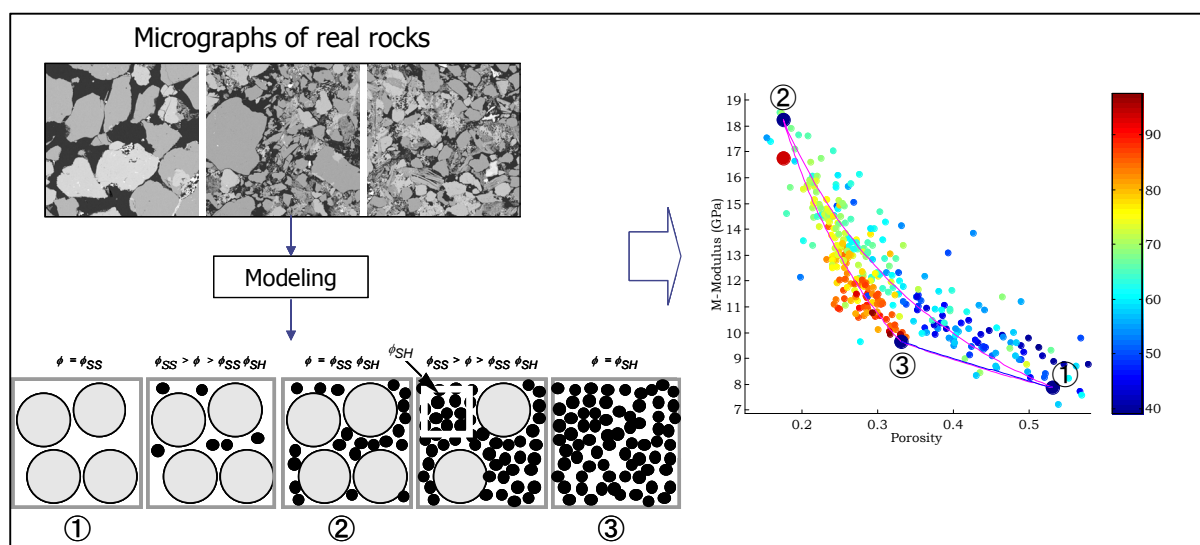 Micrographs of real rocks
Modeling
ϕ = ϕSS
ϕSS > ϕ > ϕSS ϕSH
ϕ = ϕSS ϕSH
ϕSS > ϕ > ϕSS ϕSH
ϕ = ϕSH
ϕSH
①
②
③
②
③
①
19
18
17
16
15
14
13
12
11
10
9
8
7
M-Modulus (GPa)
0.2 0.3 0.4 0.5
Porosity
90
80
70
60
50
40